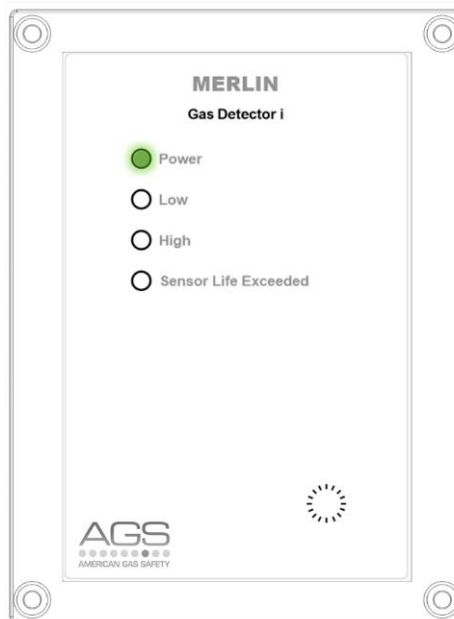 MERLIN
Gas Detector i
Power
Low
High
Sensor Life Exceeded
AGS
AMERICAN GAS SAFETY